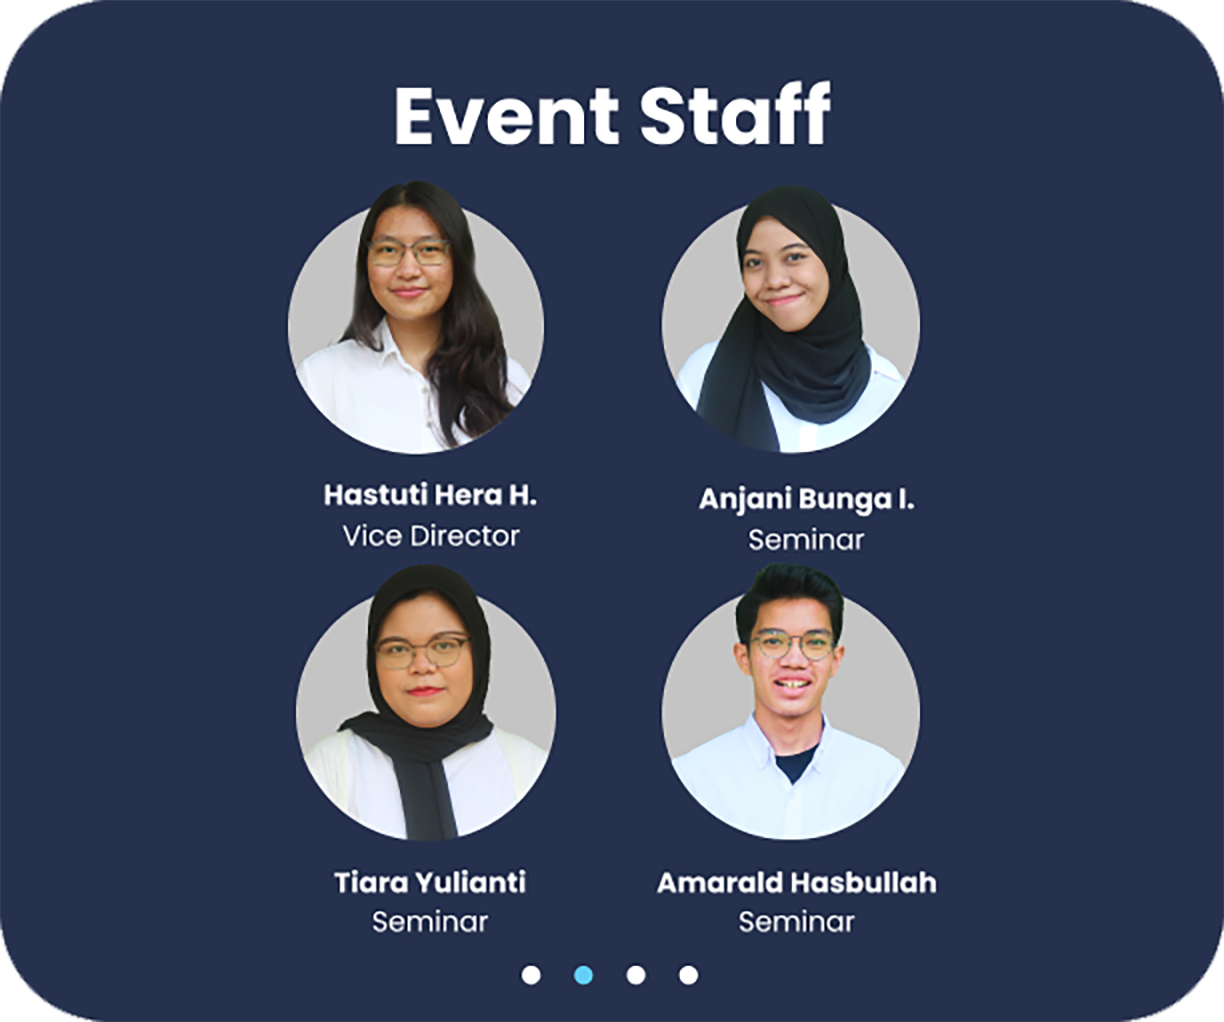 Event Staff
Hastuti Hera H.
Vice Director
Anjani Bunga I.
Seminar
Tiara Yulianti
Seminar
Amarald Hasbullah
Seminar